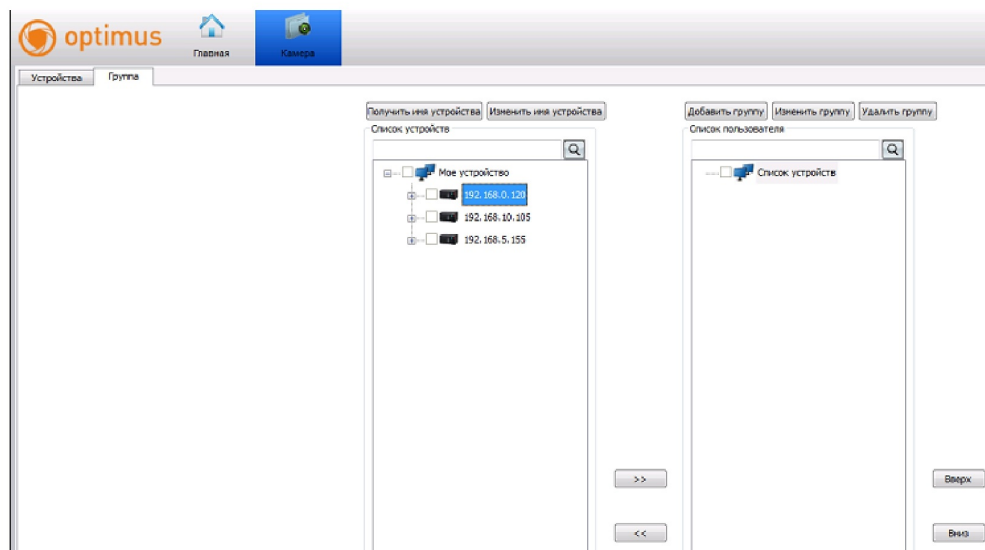 optimus
Главная
Камера
Устройства
Группа
Получить имя устройства
Изменить имя устройства
Добавить группу
Изменить группу
Удалить группу
Список устройств
Список пользователя
Мое устройство
Список устройств
192.168.0.120
192.168.10.105
192.168.5.155
>>
Вверх
<<
Вниз